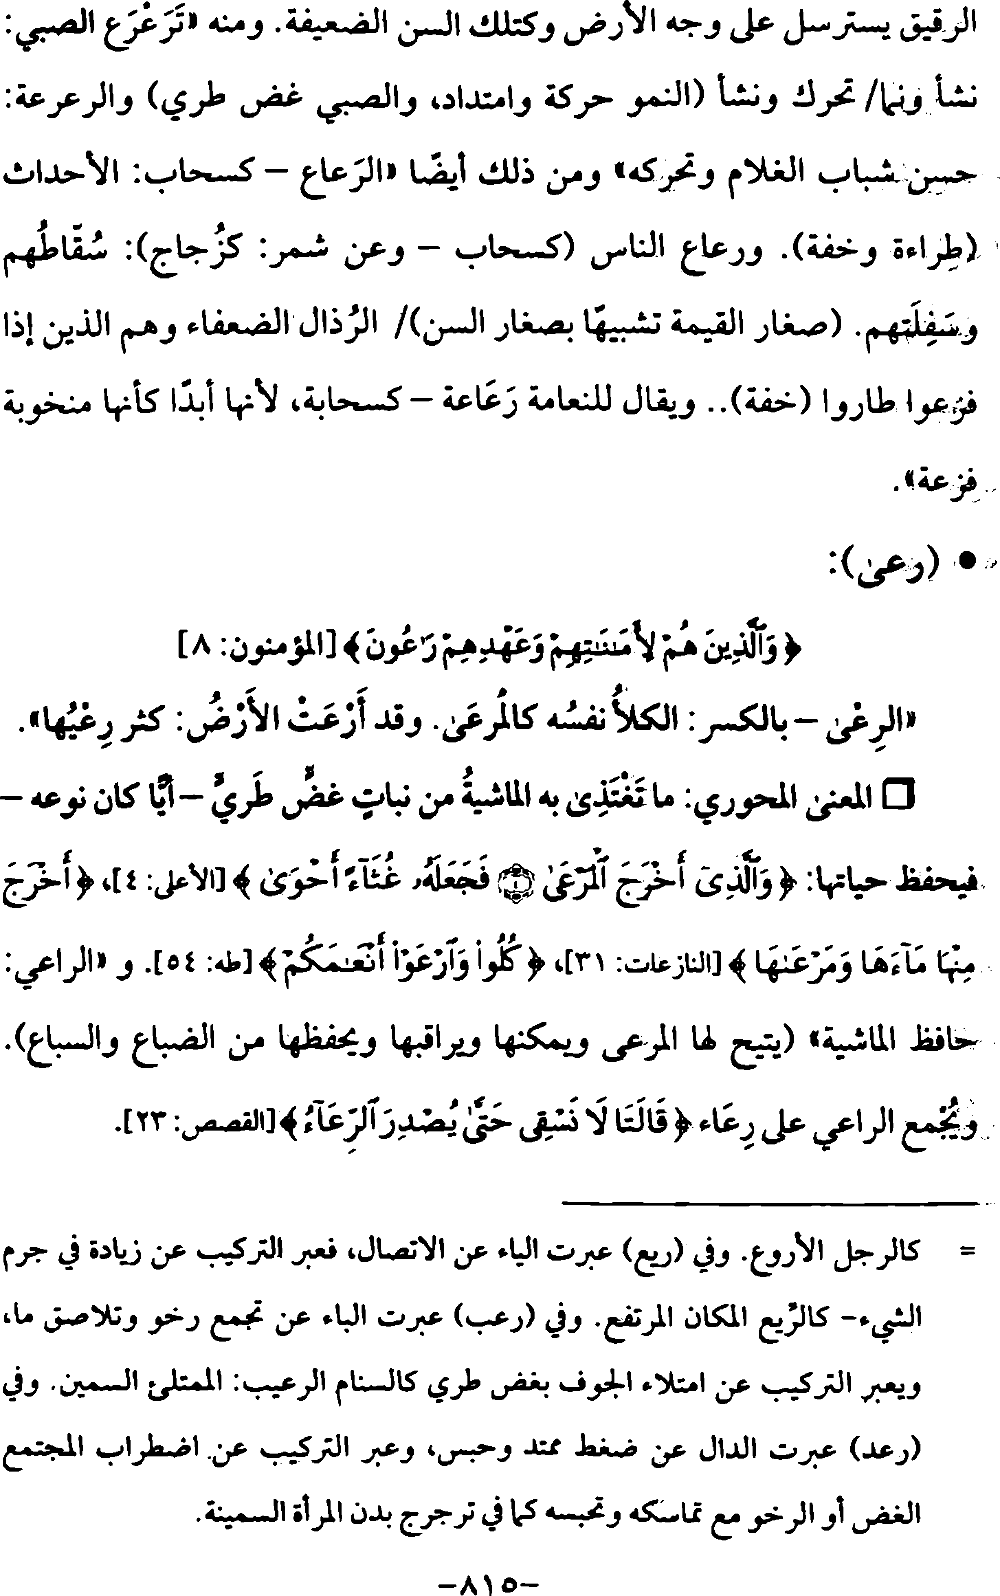 الرقيق يسترسل على وجه الأرض وكتلك السن الضعيفة. ومنه «تَرَعْرَع الصبي:
نشأ ونما/ تحرك ونشأ (النمو حركة وامتداد، والصبي غض طري) والرعرعة:
حسن شباب الغلام وتحركه» ومن ذلك أيضًا «الرَعاع – كسحاب: الأحداث
(طِراءة وخفة). ورعاع الناس (كسحاب – وعن شمر: كزُجاج): سُقّاطُهم
وسَفِلَتهم. (صغار القيمة تشبيهًا بصغار السن)/ الرُذال الضعفاء وهم الذين إذا
فزعوا طاروا (خفة).. ويقال للنعامة رَعَاعة – كسحابة، لأنها أبدًا كأنها منخوبة
فزعة».
• (رعى):
﴿ وَٱلَّذِينَ هُمْ لِأَمَـٰنَـٰتِهِمْ وَعَهْدِهِمْ رَٰعُونَ ﴾ [المؤمنون: ٨]
«الرِعْى – بالكسر: الكلأُ نفسُه كالمُرعَى. وقد أَرْعَتْ الأَرْضُ: كثر رِعْيُها».
□ المعنى المحوري: ما تَغْتَذِى به الماشيةُ من نباتٍ غضٍّ طَريٍّ – أيًّا كان نوعه –
فيحفظ حياتها: ﴿ وَٱلَّذِىٓ أَخْرَجَ ٱلْمَرْعَىٰ ۝ فَجَعَلَهُۥ غُثَآءً أَحْوَىٰ ﴾ [الأعلى: ٤]، ﴿ أَخْرَجَ
مِنْهَا مَآءَهَا وَمَرْعَىٰهَا ﴾ [النازعات: ٣١]، ﴿ كُلُوا۟ وَٱرْعَوْا۟ أَنْعَـٰمَكُمْ ﴾ [طه: ٥٤]. و «الراعي:
حافظ الماشية» (يتيح لها المرعى ويمكنها ويراقبها ويحفظها من الضباع والسباع).
ويُجْمع الراعي على رِعَاء ﴿ قَالَتَا لَا نَسْقِى حَتَّىٰ يُصْدِرَ ٱلرِّعَآءُ ﴾ [القصص: ٢٣].
= كالرجل الأروع. وفي (ريع) عبرت الياء عن الاتصال، فعبر التركيب عن زيادة في جرم
الشيء- كالرَّيع المكان المرتفع. وفي (رعب) عبرت الباء عن تجمع رخو وتلاصق ما،
ويعبر التركيب عن امتلاء الجوف بغض طري كالسنام الرعيب: الممتلئ السمين. وفي
(رعد) عبرت الدال عن ضغط ممتد وحبس، وعبر التركيب عن اضطراب المجتمع
الغض أو الرخو مع تماسكه وتحبسه كما في ترجرج بدن المرأة السمينة.
–٨١٥–